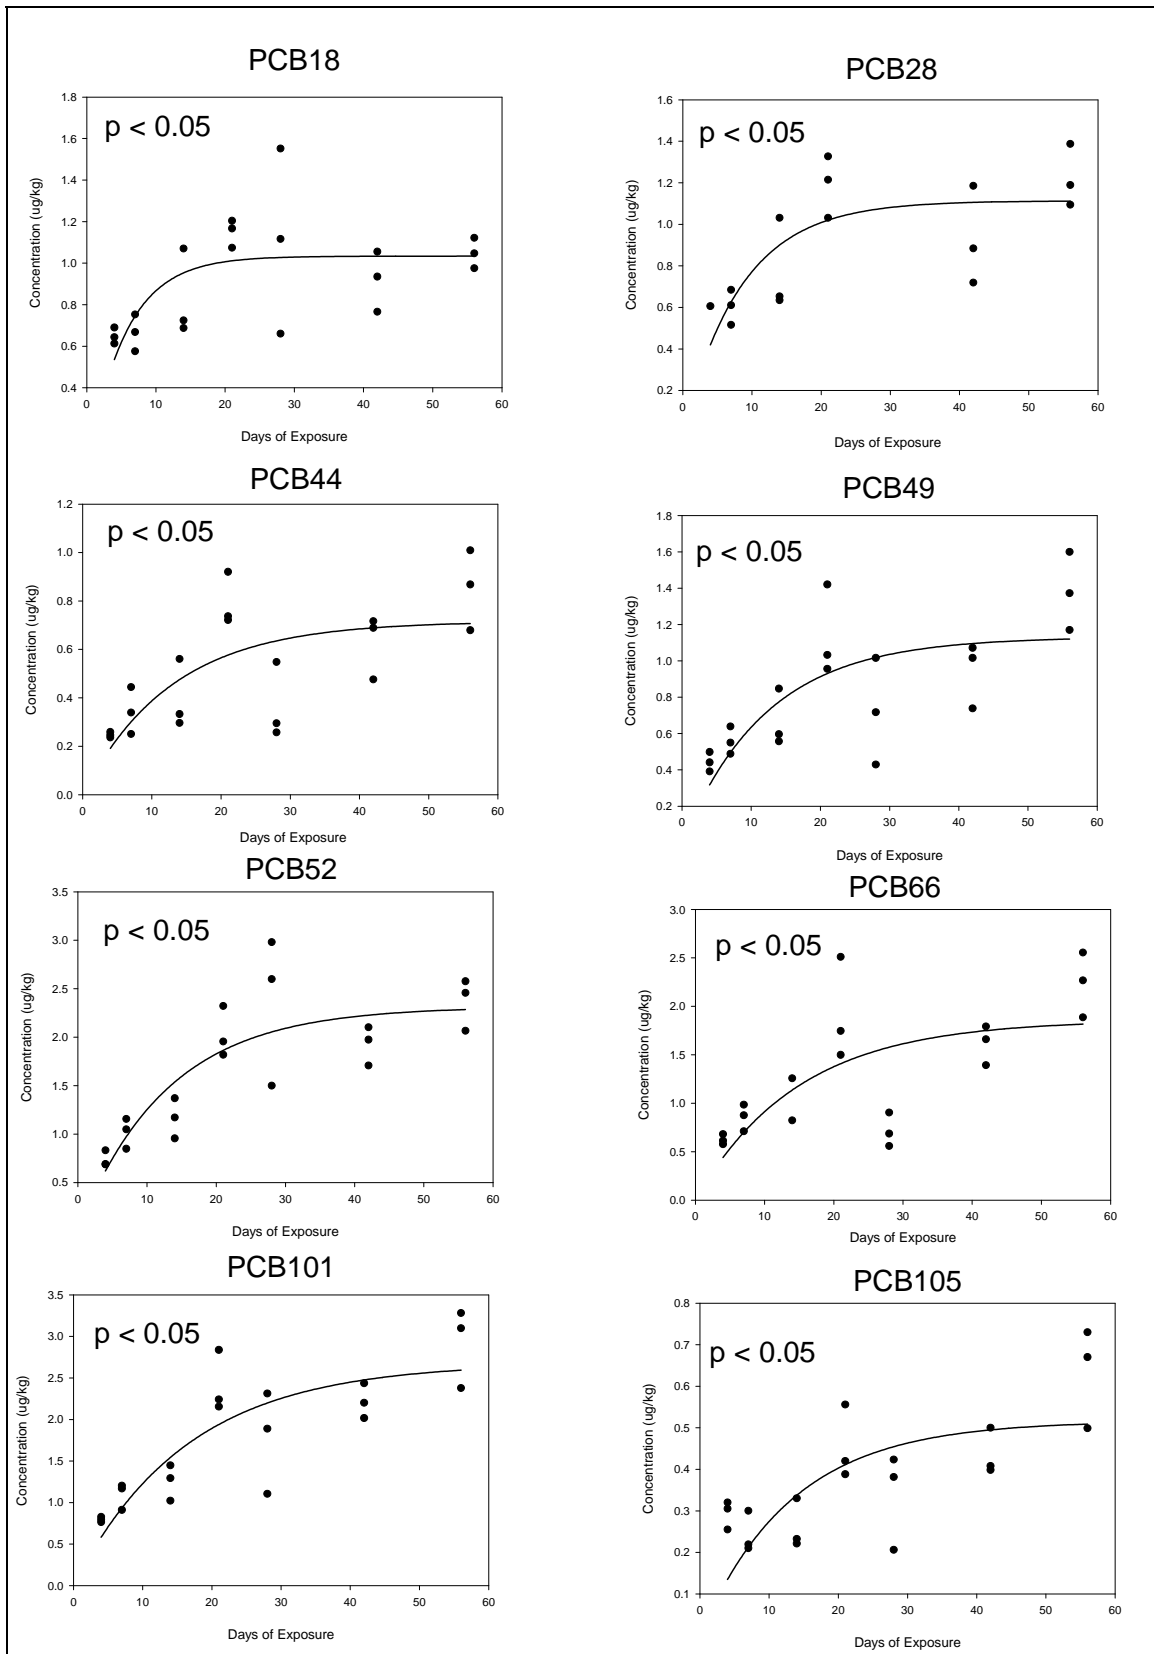 PCB18
p < 0.05
Concentration (ug/kg)
1.8
1.6
1.4
1.2
1.0
0.8
0.6
0.4
0 10 20 30 40 50 60
Days of Exposure
PCB28
p < 0.05
Concentration (ug/kg)
1.6
1.4
1.2
1.0
0.8
0.6
0.4
0.2
0 10 20 30 40 50 60
Days of Exposure
PCB44
p < 0.05
Concentration (ug/kg)
1.2
1.0
0.8
0.6
0.4
0.2
0.0
0 10 20 30 40 50 60
Days of Exposure
PCB49
p < 0.05
Concentration (ug/kg)
1.8
1.6
1.4
1.2
1.0
0.8
0.6
0.4
0.2
0 10 20 30 40 50 60
Days of Exposure
PCB52
p < 0.05
Concentration (ug/kg)
3.5
3.0
2.5
2.0
1.5
1.0
0.5
0 10 20 30 40 50 60
Days of Exposure
PCB66
p < 0.05
Concentration (ug/kg)
3.0
2.5
2.0
1.5
1.0
0.5
0.0
0 10 20 30 40 50 60
Days of Exposure
PCB101
p < 0.05
Concentration (ug/kg)
3.5
3.0
2.5
2.0
1.5
1.0
0.5
0.0
0 10 20 30 40 50 60
Days of Exposure
PCB105
p < 0.05
Concentration (ug/kg)
0.8
0.7
0.6
0.5
0.4
0.3
0.2
0.1
0 10 20 30 40 50 60
Days of Exposure